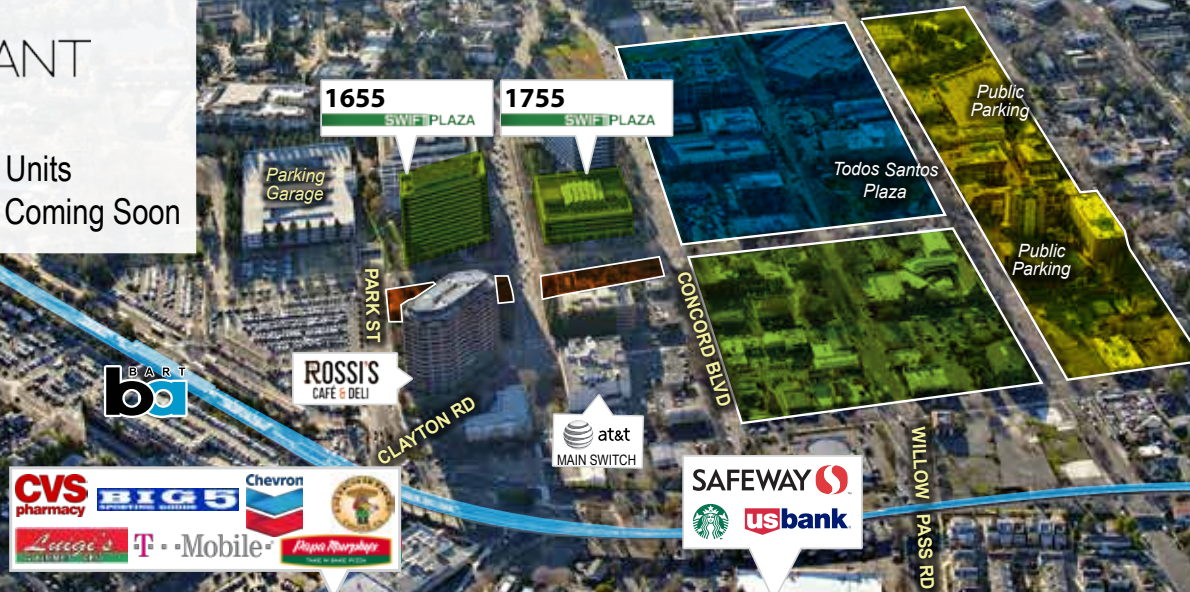 ANT
Units
Coming Soon
1655
SWIFT PLAZA
1755
SWIFT PLAZA
Parking
Garage
Public
Parking
Todos Santos
Plaza
Public
Parking
PARK ST
CONCORD BLVD
BART
ba
ROSSI'S
CAFÉ & DELI
CLAYTON RD
at&t
MAIN SWITCH
WILLOW PASS RD
CVS
pharmacy
BIG 5
SPORTING GOODS
Chevron
Luigi's
T··Mobile·
Papa Murphy's
TAKE 'N' BAKE PIZZA
SAFEWAY
usbank